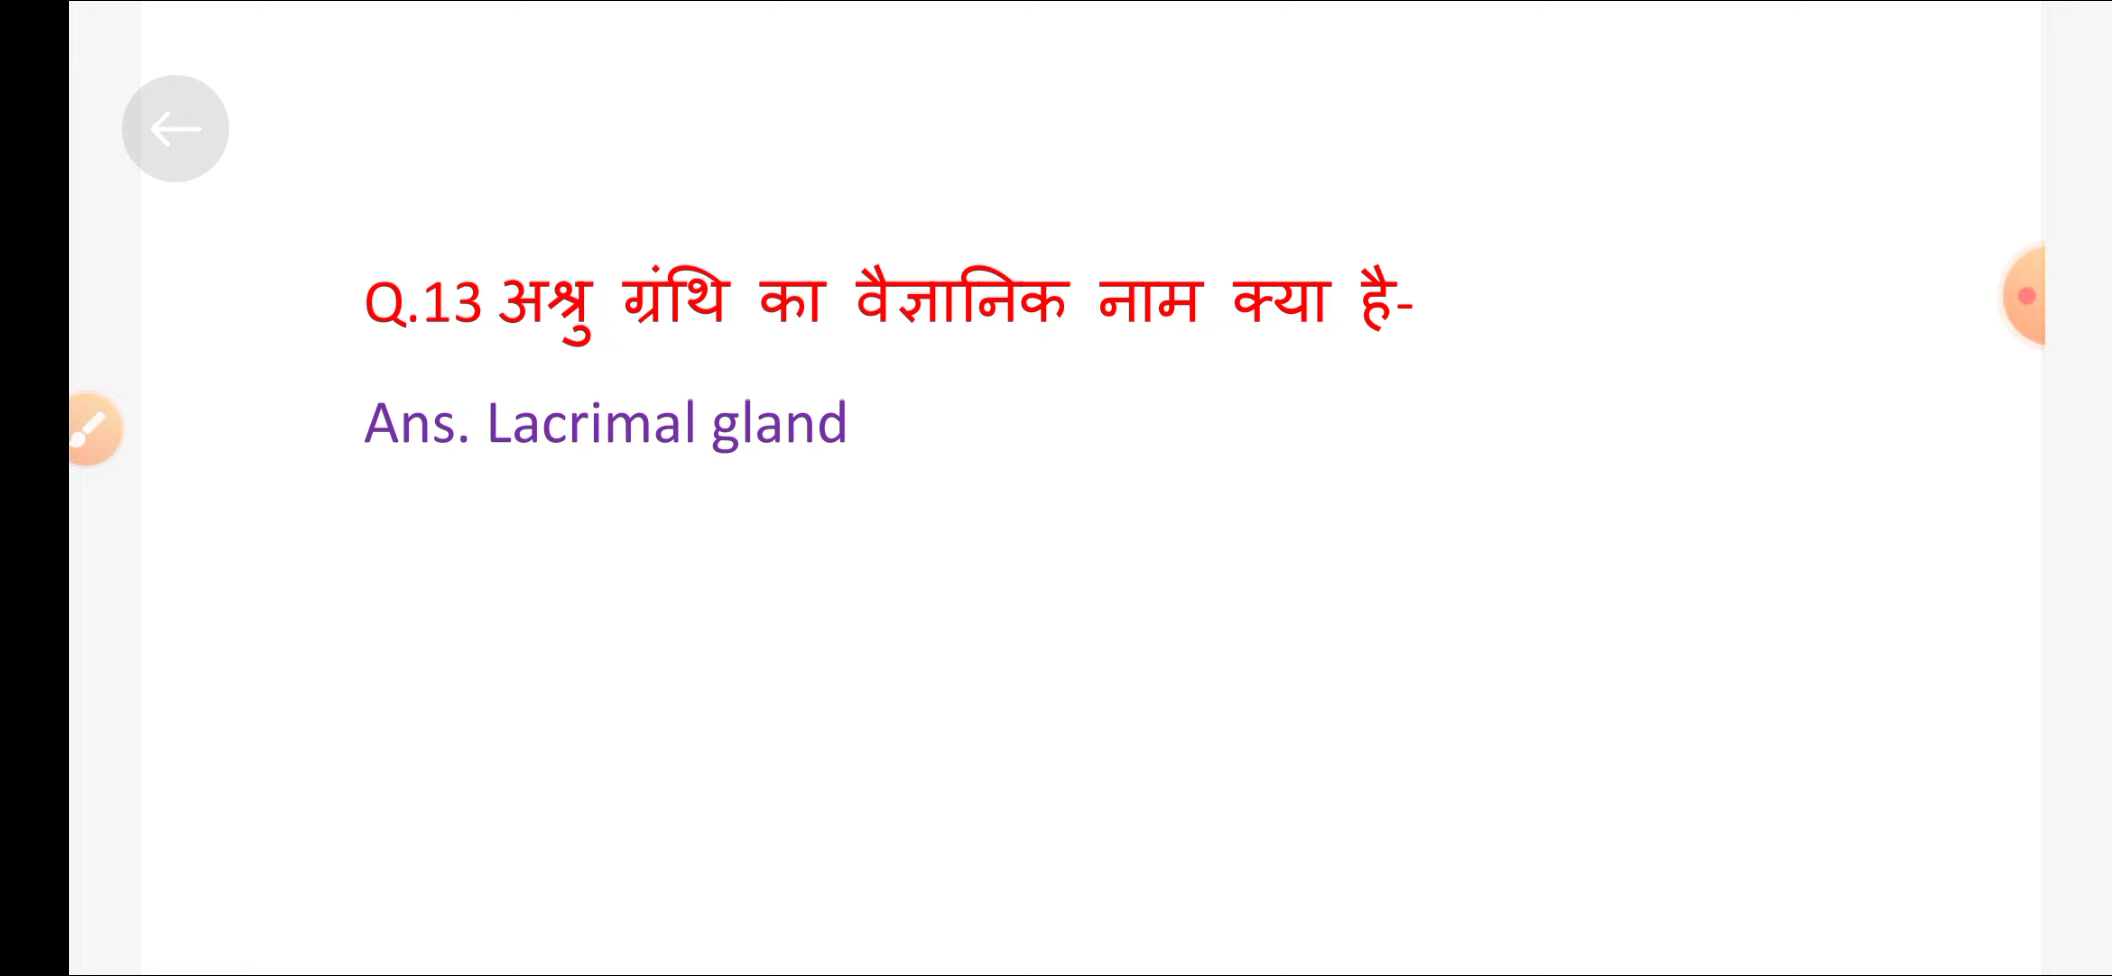 Q.13 अश्रु ग्रंथि का वैज्ञानिक नाम क्या है-
Ans. Lacrimal gland